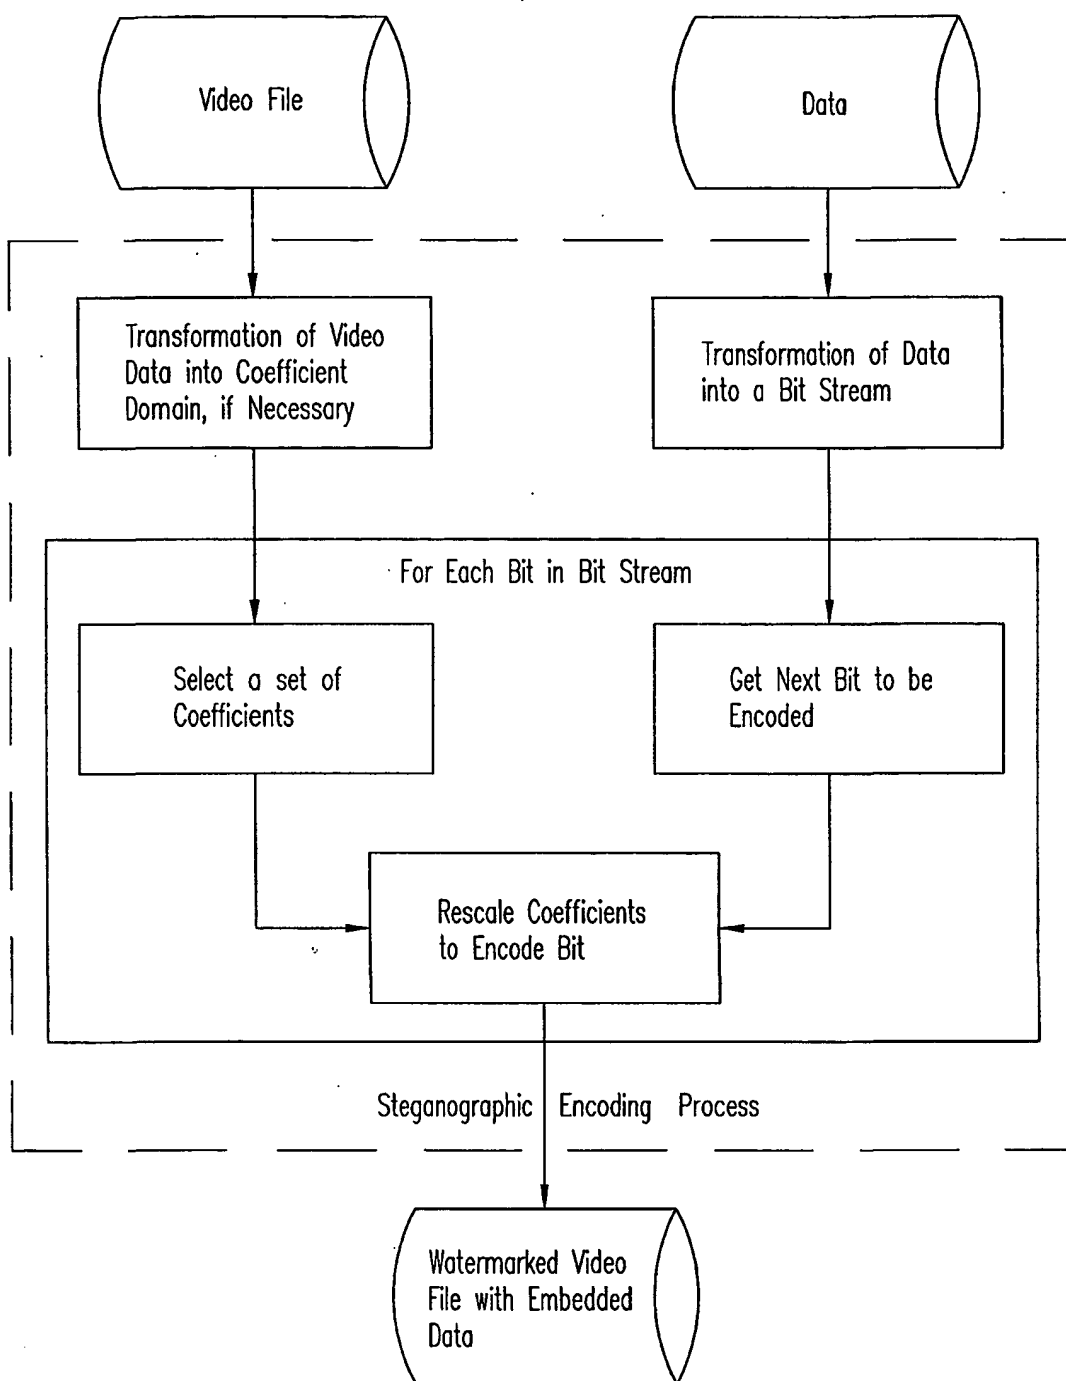 Video File
Data
Transformation of Video
Data into Coefficient
Domain, if Necessary
Transformation of Data
into a Bit Stream
For Each Bit in Bit Stream
Select a set of
Coefficients
Get Next Bit to be
Encoded
Rescale Coefficients
to Encode Bit
Steganographic Encoding Process
Watermarked Video
File with Embedded
Data